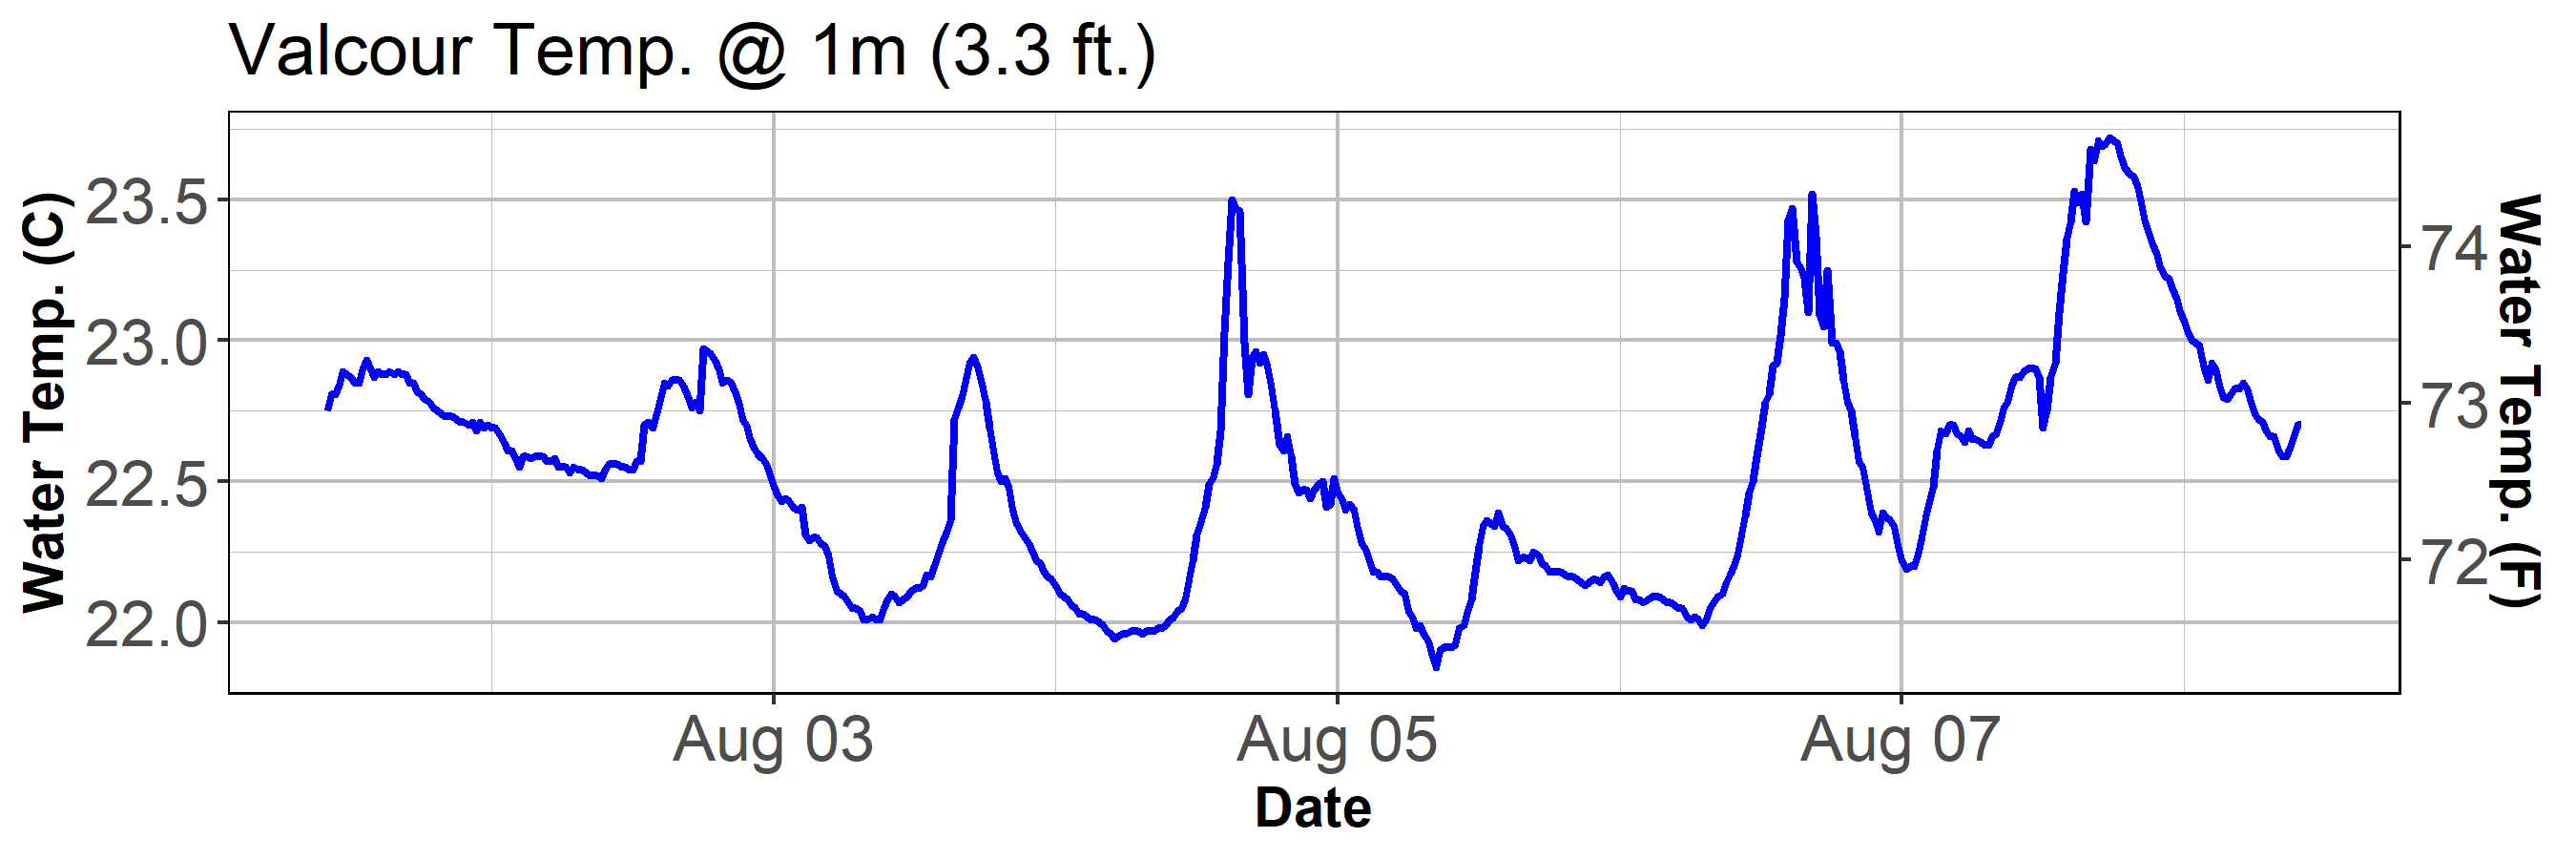 Valcour Temp. @ 1m (3.3 ft.)
Water Temp. (C)
23.5
23.0
22.5
22.0
74
73
72
Water Temp. (F)
Aug 03
Aug 05
Aug 07
Date